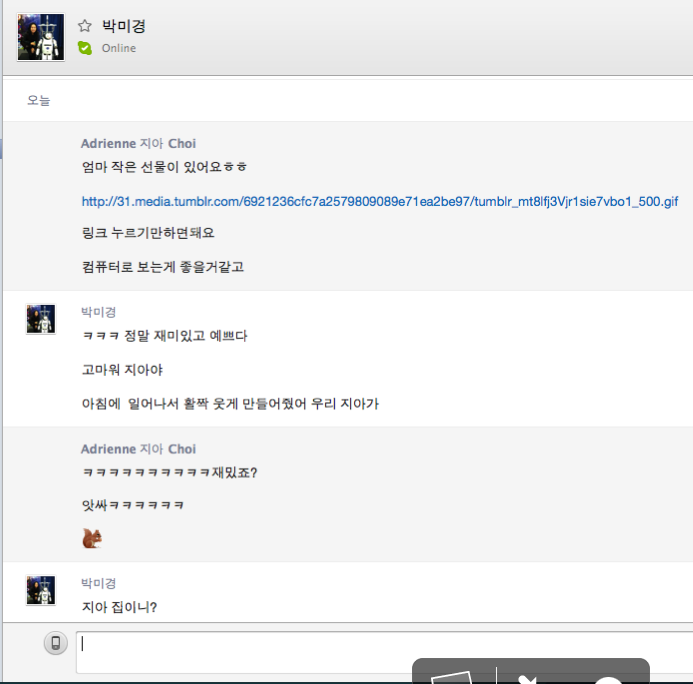 박미경
Online
오늘
Adrienne 지아 Choi
엄마 작은 선물이 있어요ㅎㅎ
http://31.media.tumblr.com/6921236cfc7a2579809089e71ea2be97/tumblr_mt8lfj3Vjr1sie7vbo1_500.gif
링크 누르기만하면돼요
컴퓨터로 보는게 좋을거같고
박미경
ㅋㅋㅋ 정말 재미있고 예쁘다
고마워 지아야
아침에 일어나서 활짝 웃게 만들어줬어 우리 지아가
Adrienne 지아 Choi
ㅋㅋㅋㅋㅋㅋㅋㅋㅋㅋ재밌죠?
앗싸ㅋㅋㅋㅋㅋㅋ
박미경
지아 집이니?